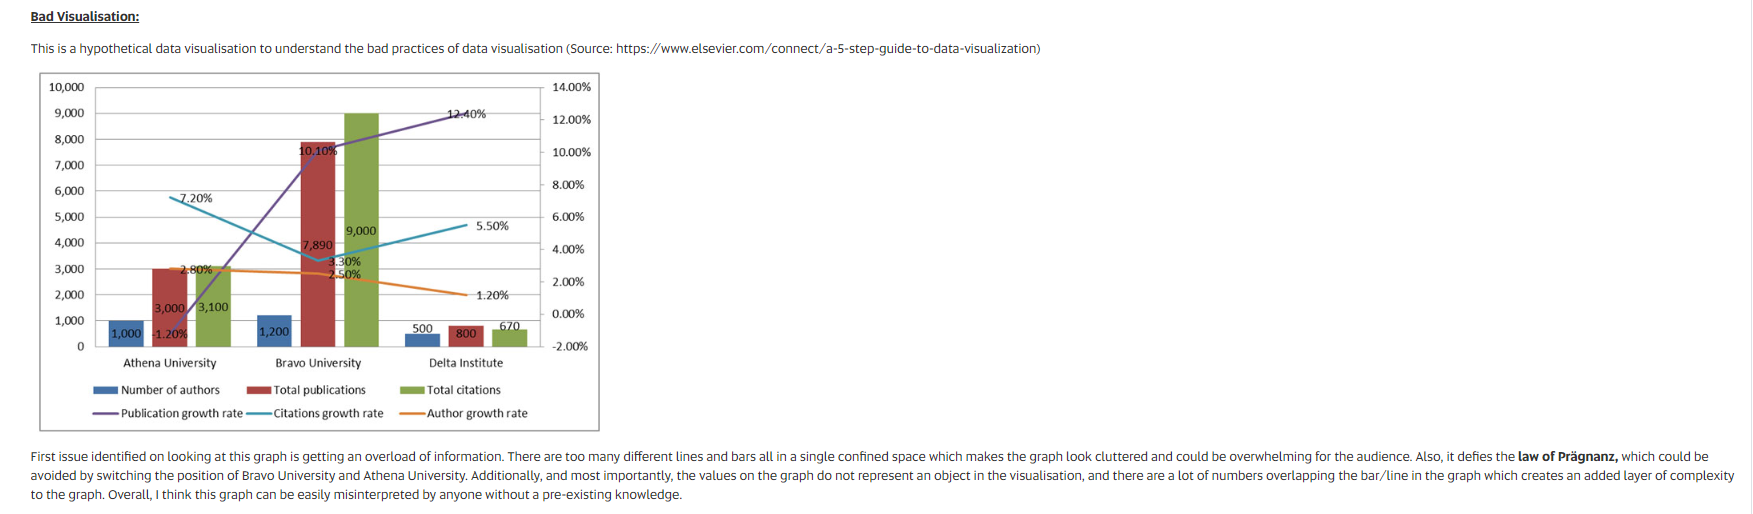 Bad Visualisation:
This is a hypothetical data visualisation to understand the bad practices of data visualisation (Source: https://www.elsevier.com/connect/a-5-step-guide-to-data-visualization)
10,000 14.00%
9,000 12.40% 12.00%
8,000
10.10% 10.00%
7,000
6,000 7.20% 8.00%
5,000 9,000 5.50% 6.00%
4,000 7,890 4.00%
3.30%
3,000 2.80% 2.50%
2,000 1.20% 2.00%
3,000 3,100
1,000 0.00%
1,000 -1.20% 1,200 500 800 670
0 -2.00%
Athena University Bravo University Delta Institute
Number of authors Total publications Total citations
Publication growth rate Citations growth rate Author growth rate
First issue identified on looking at this graph is getting an overload of information. There are too many different lines and bars all in a single confined space which makes the graph look cluttered and could be overwhelming for the audience. Also, it defies the law of Prägnanz, which could be
avoided by switching the position of Bravo University and Athena University. Additionally, and most importantly, the values on the graph do not represent an object in the visualisation, and there are a lot of numbers overlapping the bar/line in the graph which creates an added layer of complexity
to the graph. Overall, I think this graph can be easily misinterpreted by anyone without a pre-existing knowledge.